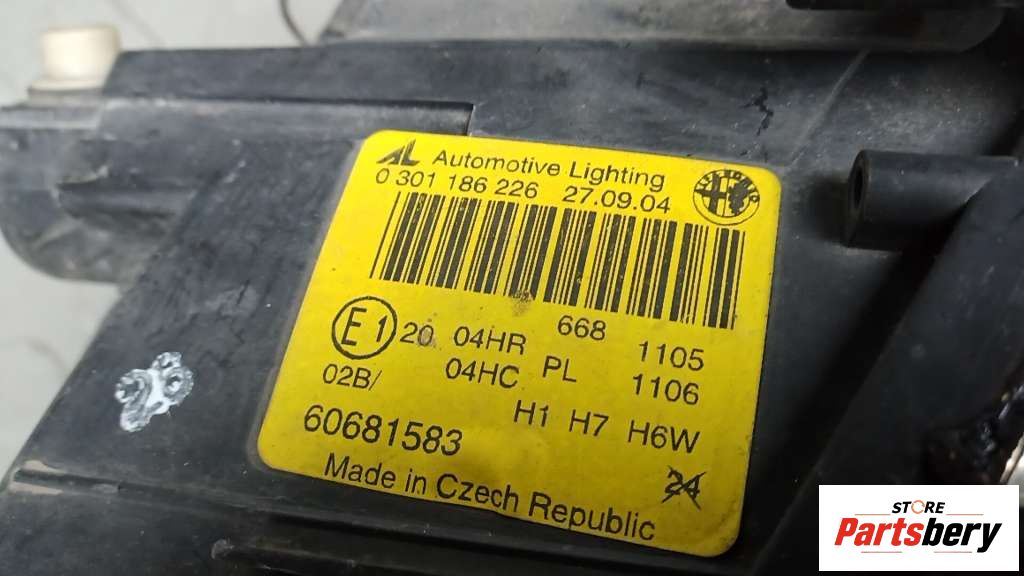 AL Automotive Lighting
0 301 186 226 27.09.04
668
E1 20 04HR 1105
02B/ 04HC PL 1106
H1 H7 H6W
60681583
24
Made in Czech Republic
STORE
Partsbery